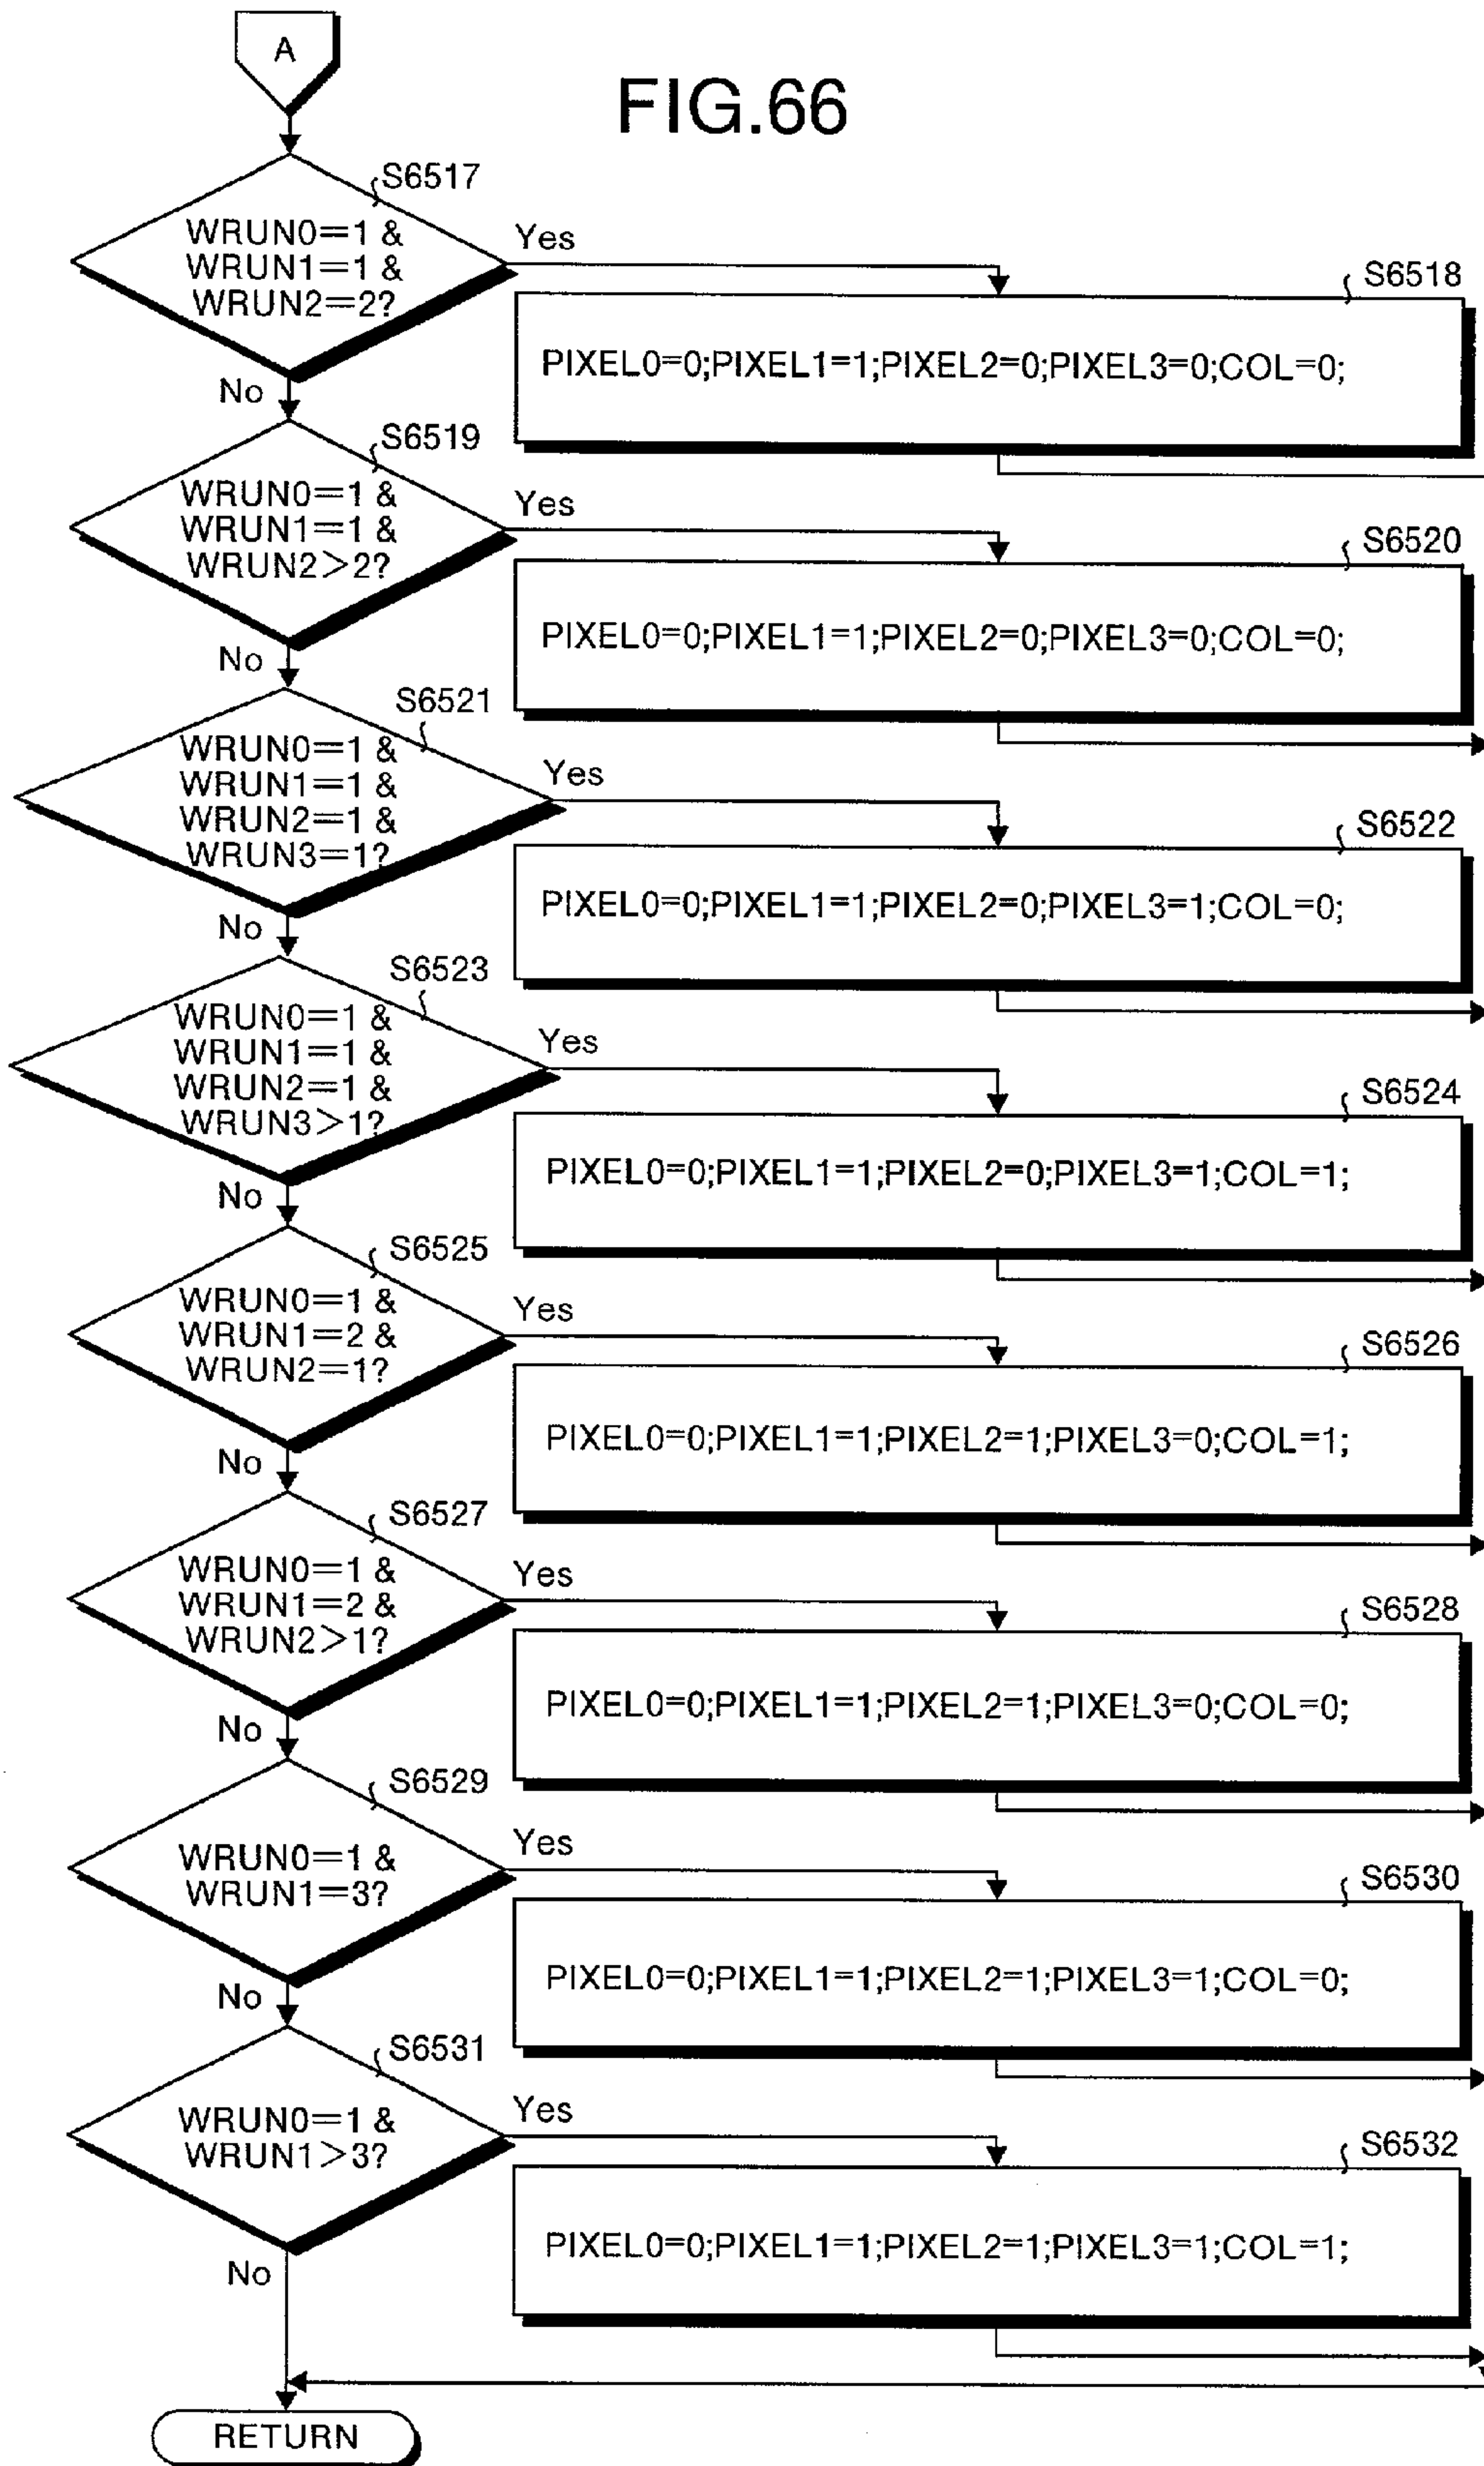 A
FIG.66
S6517
WRUN0=1 &
WRUN1=1 &
WRUN2=2?
Yes
No
S6518
PIXEL0=0;PIXEL1=1;PIXEL2=0;PIXEL3=0;COL=0;
S6519
WRUN0=1 &
WRUN1=1 &
WRUN2>2?
Yes
No
S6520
PIXEL0=0;PIXEL1=1;PIXEL2=0;PIXEL3=0;COL=0;
S6521
WRUN0=1 &
WRUN1=1 &
WRUN2=1 &
WRUN3=1?
Yes
No
S6522
PIXEL0=0;PIXEL1=1;PIXEL2=0;PIXEL3=1;COL=0;
S6523
WRUN0=1 &
WRUN1=1 &
WRUN2=1 &
WRUN3>1?
Yes
No
S6524
PIXEL0=0;PIXEL1=1;PIXEL2=0;PIXEL3=1;COL=1;
S6525
WRUN0=1 &
WRUN1=2 &
WRUN2=1?
Yes
No
S6526
PIXEL0=0;PIXEL1=1;PIXEL2=1;PIXEL3=0;COL=1;
S6527
WRUN0=1 &
WRUN1=2 &
WRUN2>1?
Yes
No
S6528
PIXEL0=0;PIXEL1=1;PIXEL2=1;PIXEL3=0;COL=0;
S6529
WRUN0=1 &
WRUN1=3?
Yes
No
S6530
PIXEL0=0;PIXEL1=1;PIXEL2=1;PIXEL3=1;COL=0;
S6531
WRUN0=1 &
WRUN1>3?
Yes
No
S6532
PIXEL0=0;PIXEL1=1;PIXEL2=1;PIXEL3=1;COL=1;
RETURN